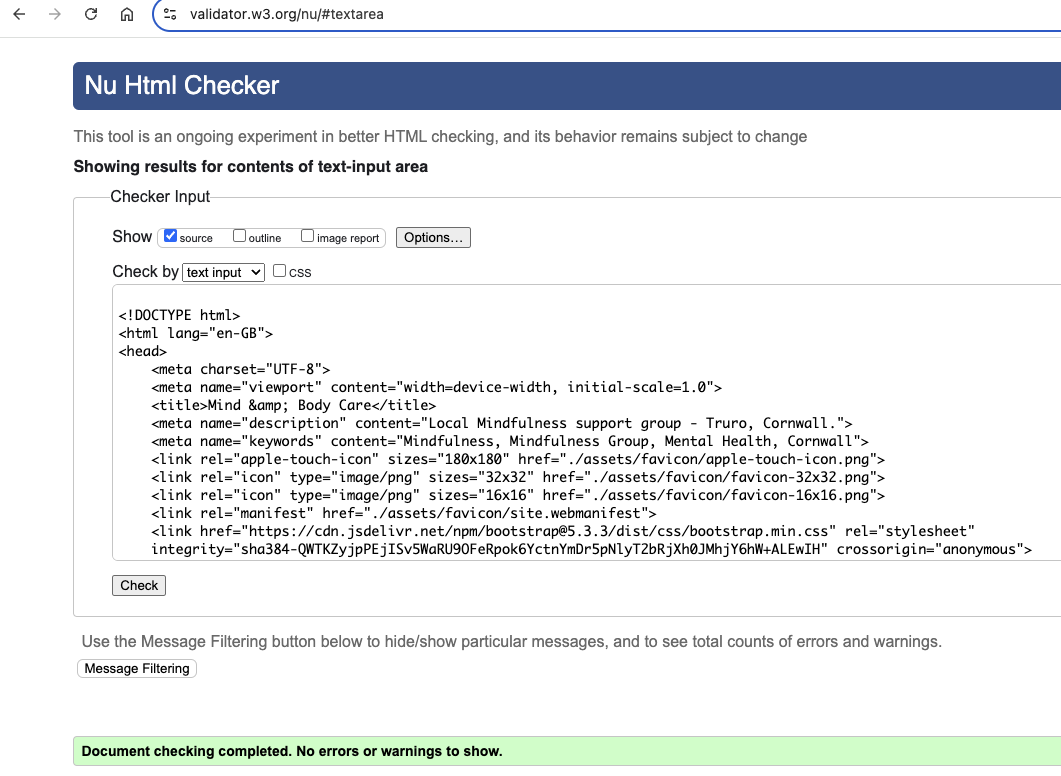 validator.w3.org/nu/#textarea
Nu Html Checker
This tool is an ongoing experiment in better HTML checking, and its behavior remains subject to change
Showing results for contents of text-input area
Checker Input
Show source outline image report Options...
Check by text input css
<!DOCTYPE html>
<html lang="en-GB">
<head>
    <meta charset="UTF-8">
    <meta name="viewport" content="width=device-width, initial-scale=1.0">
    <title>Mind &amp; Body Care</title>
    <meta name="description" content="Local Mindfulness support group - Truro, Cornwall.">
    <meta name="keywords" content="Mindfulness, Mindfulness Group, Mental Health, Cornwall">
    <link rel="apple-touch-icon" sizes="180x180" href="./assets/favicon/apple-touch-icon.png">
    <link rel="icon" type="image/png" sizes="32x32" href="./assets/favicon/favicon-32x32.png">
    <link rel="icon" type="image/png" sizes="16x16" href="./assets/favicon/favicon-16x16.png">
    <link rel="manifest" href="./assets/favicon/site.webmanifest">
    <link href="https://cdn.jsdelivr.net/npm/bootstrap@5.3.3/dist/css/bootstrap.min.css" rel="stylesheet"
    integrity="sha384-QWTKZyjpPEjISv5WaRU9OFeRpok6YctnYmDr5pNlyT2bRjXh0JMhjY6hW+ALEwIH" crossorigin="anonymous">
Check
Use the Message Filtering button below to hide/show particular messages, and to see total counts of errors and warnings.
Message Filtering
Document checking completed. No errors or warnings to show.